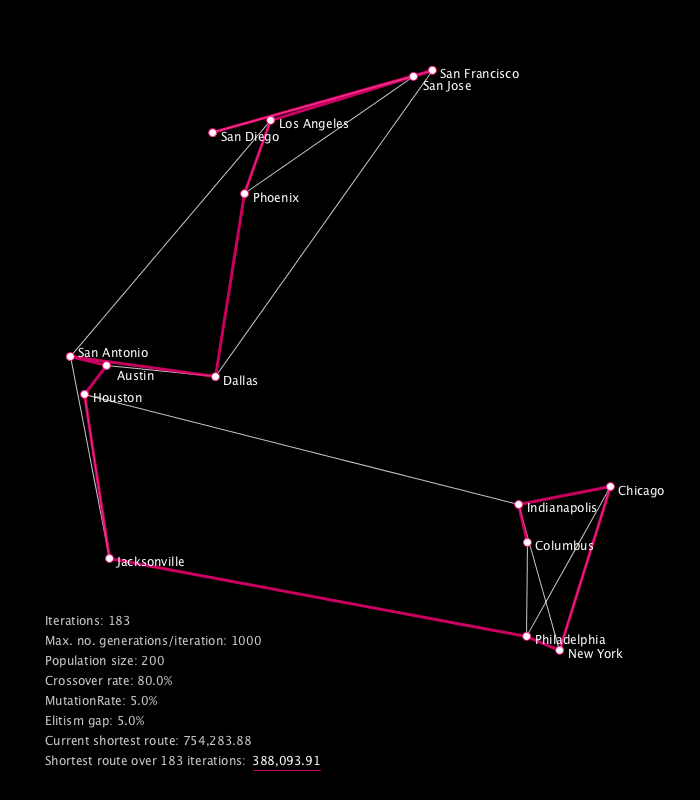 San Francisco
San Jose
Los Angeles
San Diego
Phoenix
San Antonio
Austin
Dallas
Houston
Chicago
Indianapolis
Columbus
Jacksonville
Philadelphia
New York
Iterations: 183
Max. no. generations/iteration: 1000
Population size: 200
Crossover rate: 80.0%
MutationRate: 5.0%
Elitism gap: 5.0%
Current shortest route: 754,283.88
Shortest route over 183 iterations: 388,093.91